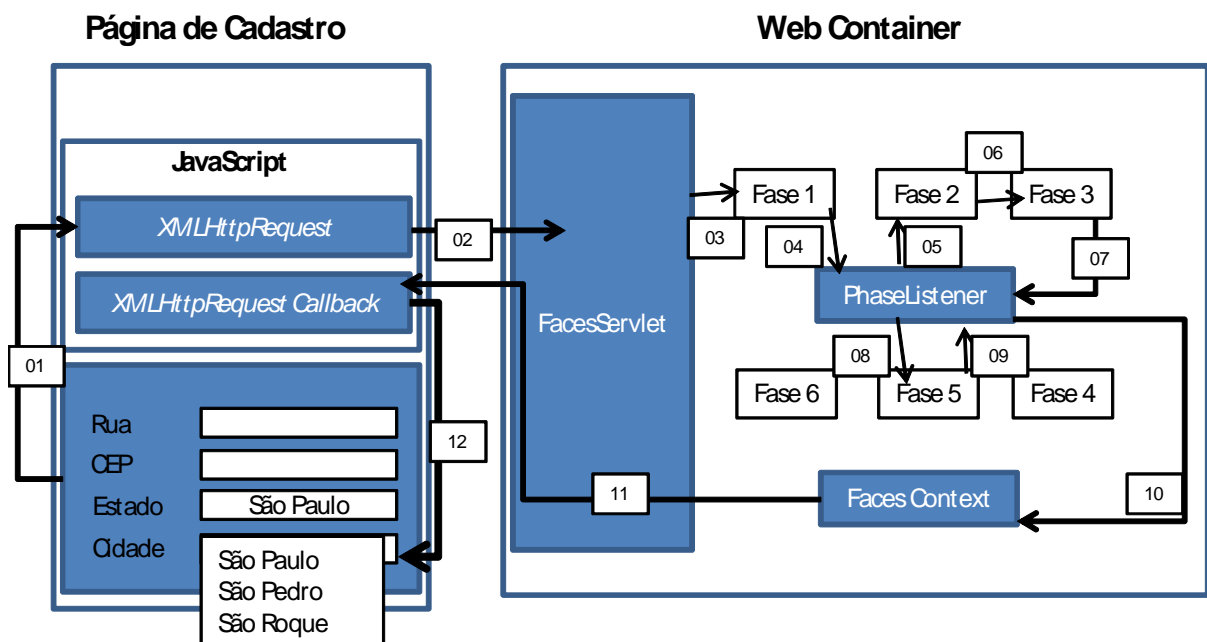 Página de Cadastro
Web Container
JavaScript
XMLHttpRequest
XMLHttpRequest Callback
01
02
Rua
CEP
Estado
São Paulo
Cidade
São Paulo
São Pedro
São Roque
12
FacesServlet
03
Fase 1
04
Fase 2
05
06
Fase 3
07
PhaseListener
08
09
Fase 6
Fase 5
Fase 4
11
Faces Context
10